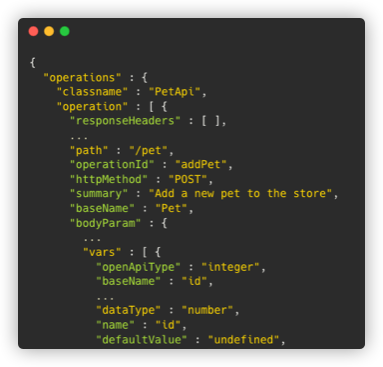 {
"operations" : {
"classname" : "PetApi",
"operation" : [ {
"responseHeaders" : [ ],
...
"path" : "/pet",
"operationId" : "addPet",
"httpMethod" : "POST",
"summary" : "Add a new pet to the store",
"baseName" : "Pet",
"bodyParam" : {
...
"vars" : [ {
"openApiType" : "integer",
"baseName" : "id",
...
"dataType" : "number",
"name" : "id",
"defaultValue" : "undefined",